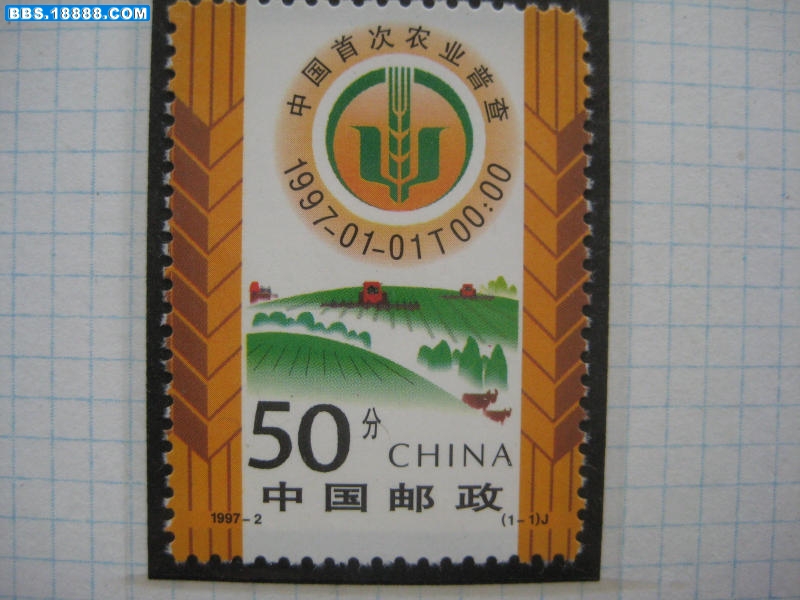 BBS.18888.COM
中国首次农业普查
1997-01-01T00:00
50分 CHINA
中国邮政
1997-2 (1-1)J